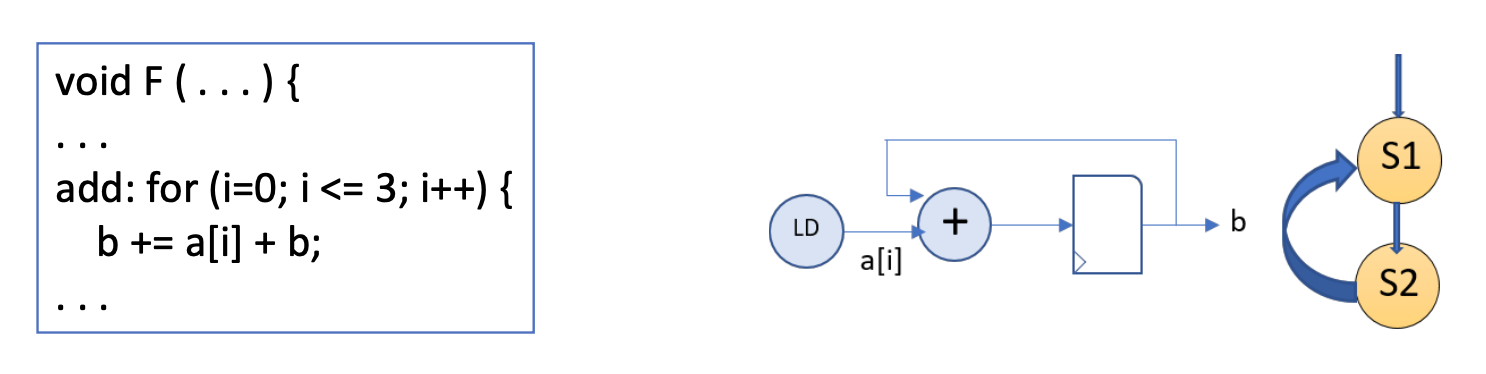 void F ( . . . ) {
. . .
add: for (i=0; i <= 3; i++) {
b += a[i] + b;
. . .
LD
a[i]
+
b
S1
S2